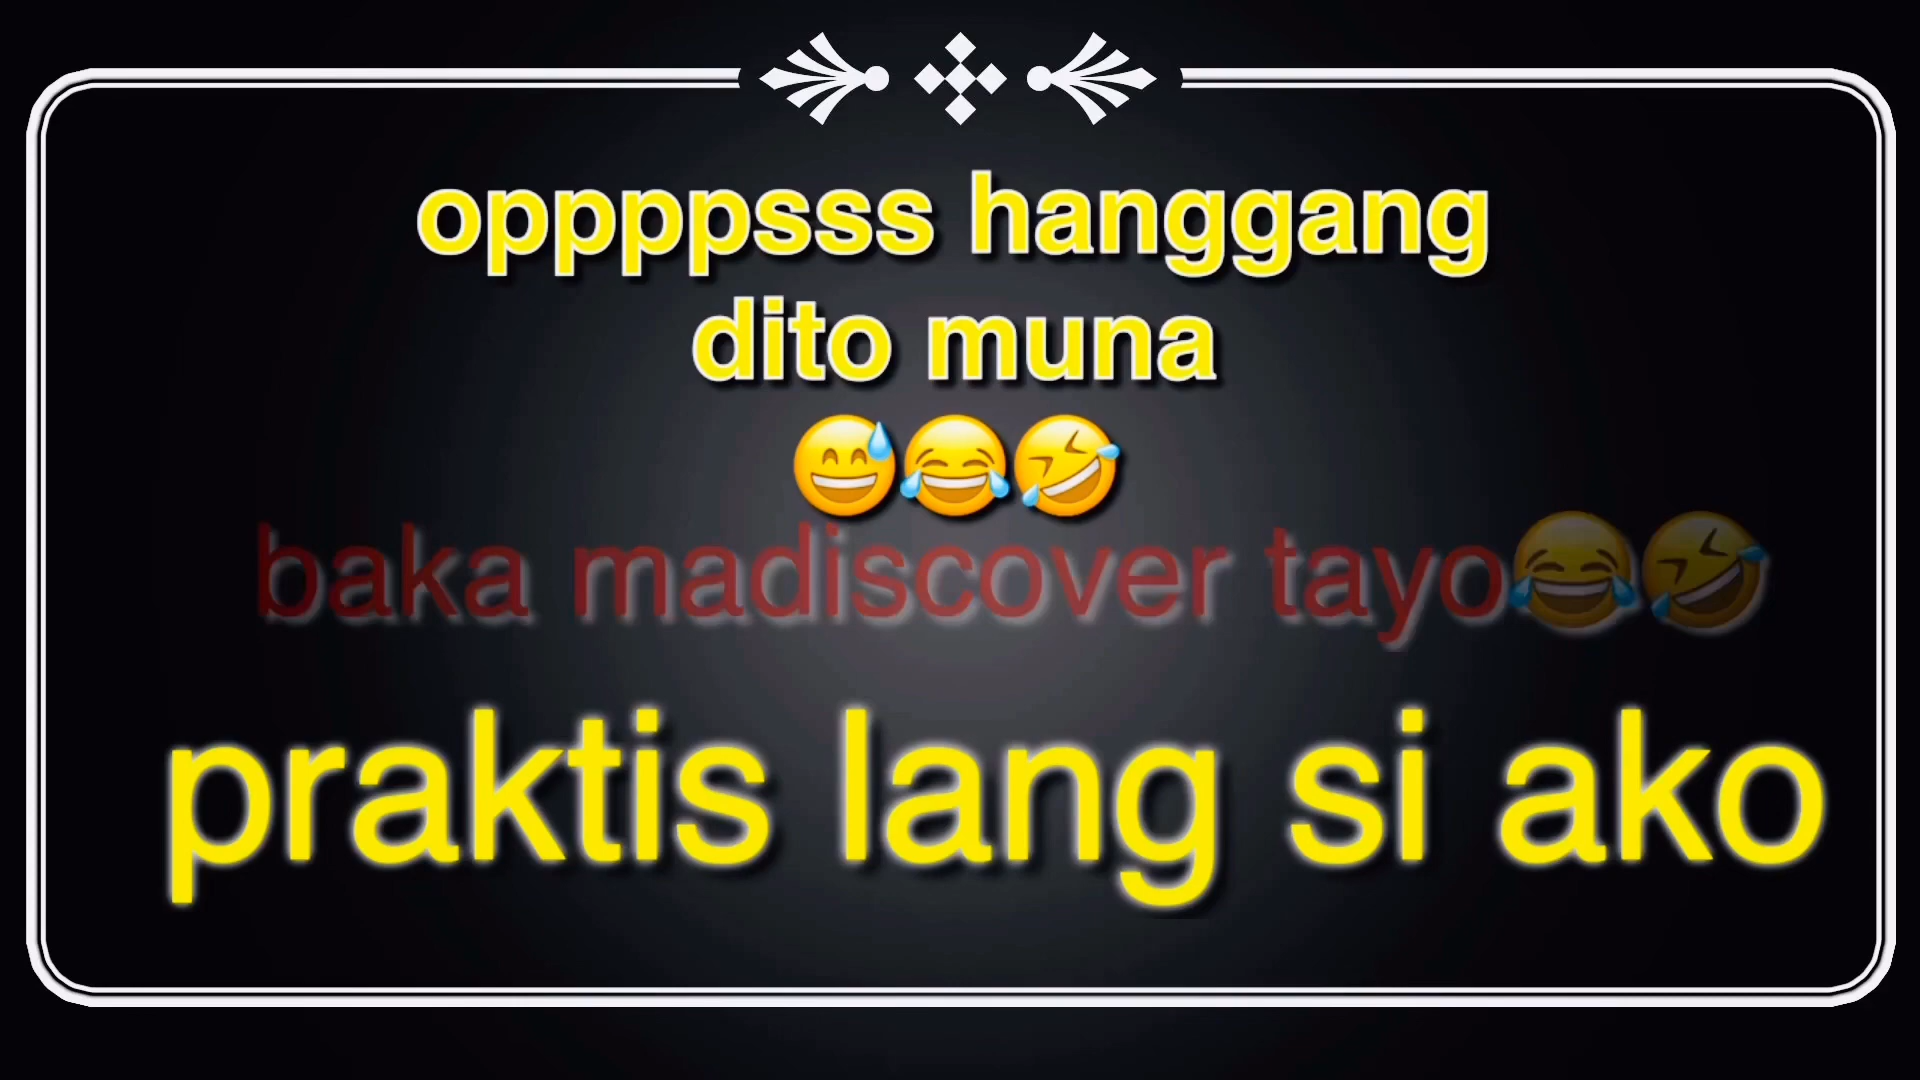 oppppsss hanggang
dito muna
😅😂🤣
baka madiscover tayo😂🤣
praktis lang si ako